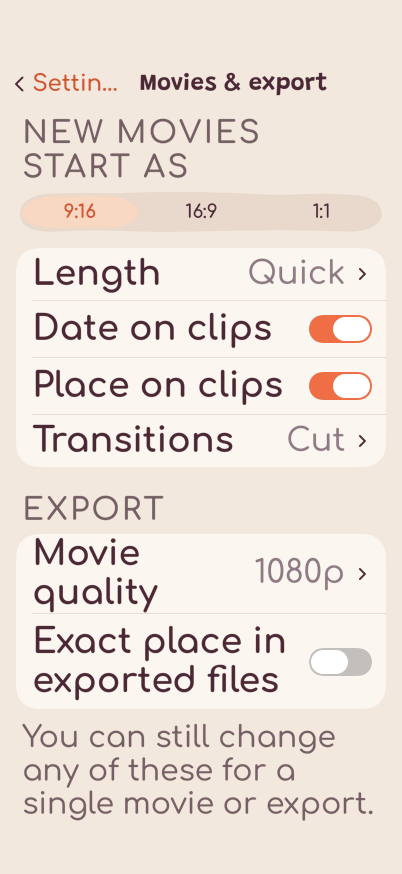 Settin... Movies & export
NEW MOVIES
START AS
9:16 16:9 1:1
Length Quick
Date on clips
Place on clips
Transitions Cut
EXPORT
Movie
quality 1080p
Exact place in
exported files
You can still change
any of these for a
single movie or export.